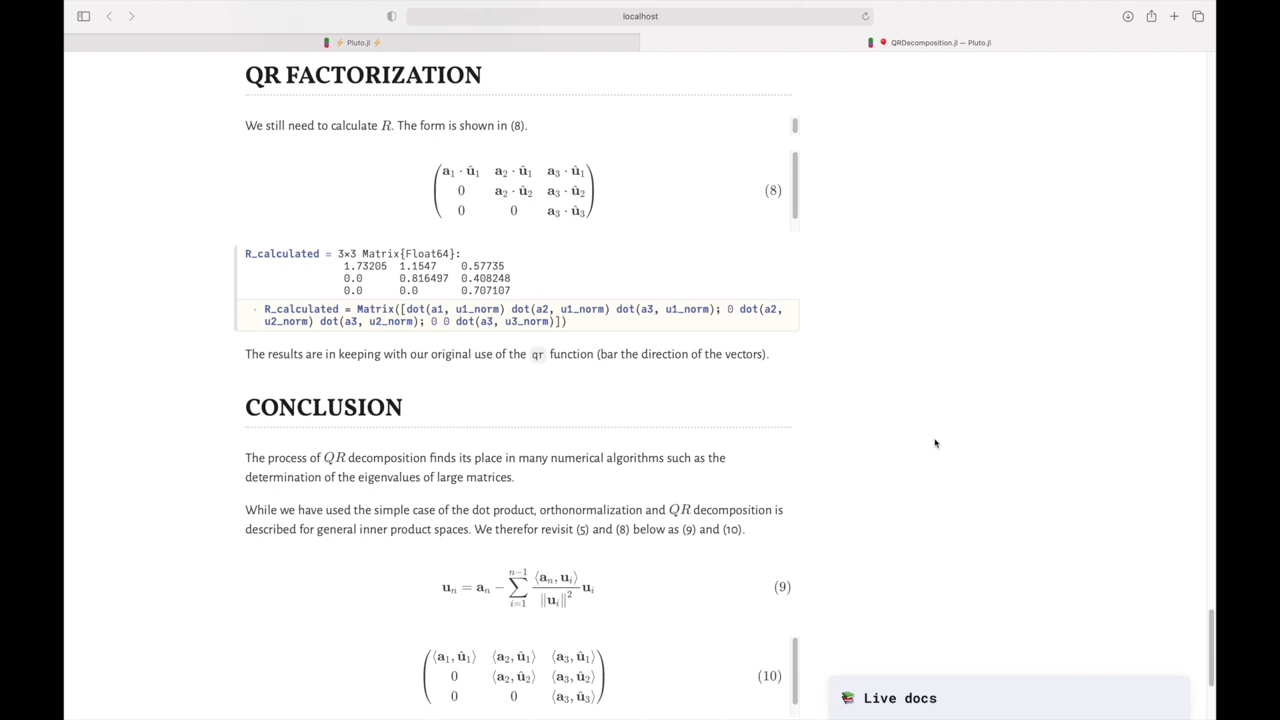 localhost
⚡ Pluto.jl ⚡
QRDecomposition.jl — Pluto.jl
QR FACTORIZATION
We still need to calculate R. The form is shown in (8).
a₁ · û₁ a₂ · û₁ a₃ · û₁
0 a₂ · û₂ a₃ · û₂ (8)
0 0 a₃ · û₃
R_calculated = 3×3 Matrix{Float64}:
1.73205 1.1547 0.57735
0.0 0.816497 0.408248
0.0 0.0 0.707107
R_calculated = Matrix([dot(a1, u1_norm) dot(a2, u1_norm) dot(a3, u1_norm); 0 dot(a2,
u2_norm) dot(a3, u2_norm); 0 0 dot(a3, u3_norm)])
The results are in keeping with our original use of the qr function (bar the direction of the vectors).
CONCLUSION
The process of QR decomposition finds its place in many numerical algorithms such as the
determination of the eigenvalues of large matrices.
While we have used the simple case of the dot product, orthonormalization and QR decomposition is
described for general inner product spaces. We therefor revisit (5) and (8) below as (9) and (10).
uₙ = aₙ − ∑ᵢ₌₁ⁿ⁻¹ ⟨aₙ, uᵢ⟩ / ‖uᵢ‖² uᵢ (9)
⟨a₁, û₁⟩ ⟨a₂, û₁⟩ ⟨a₃, û₁⟩
0 ⟨a₂, û₂⟩ ⟨a₃, û₂⟩ (10)
0 0 ⟨a₃, û₃⟩
Live docs